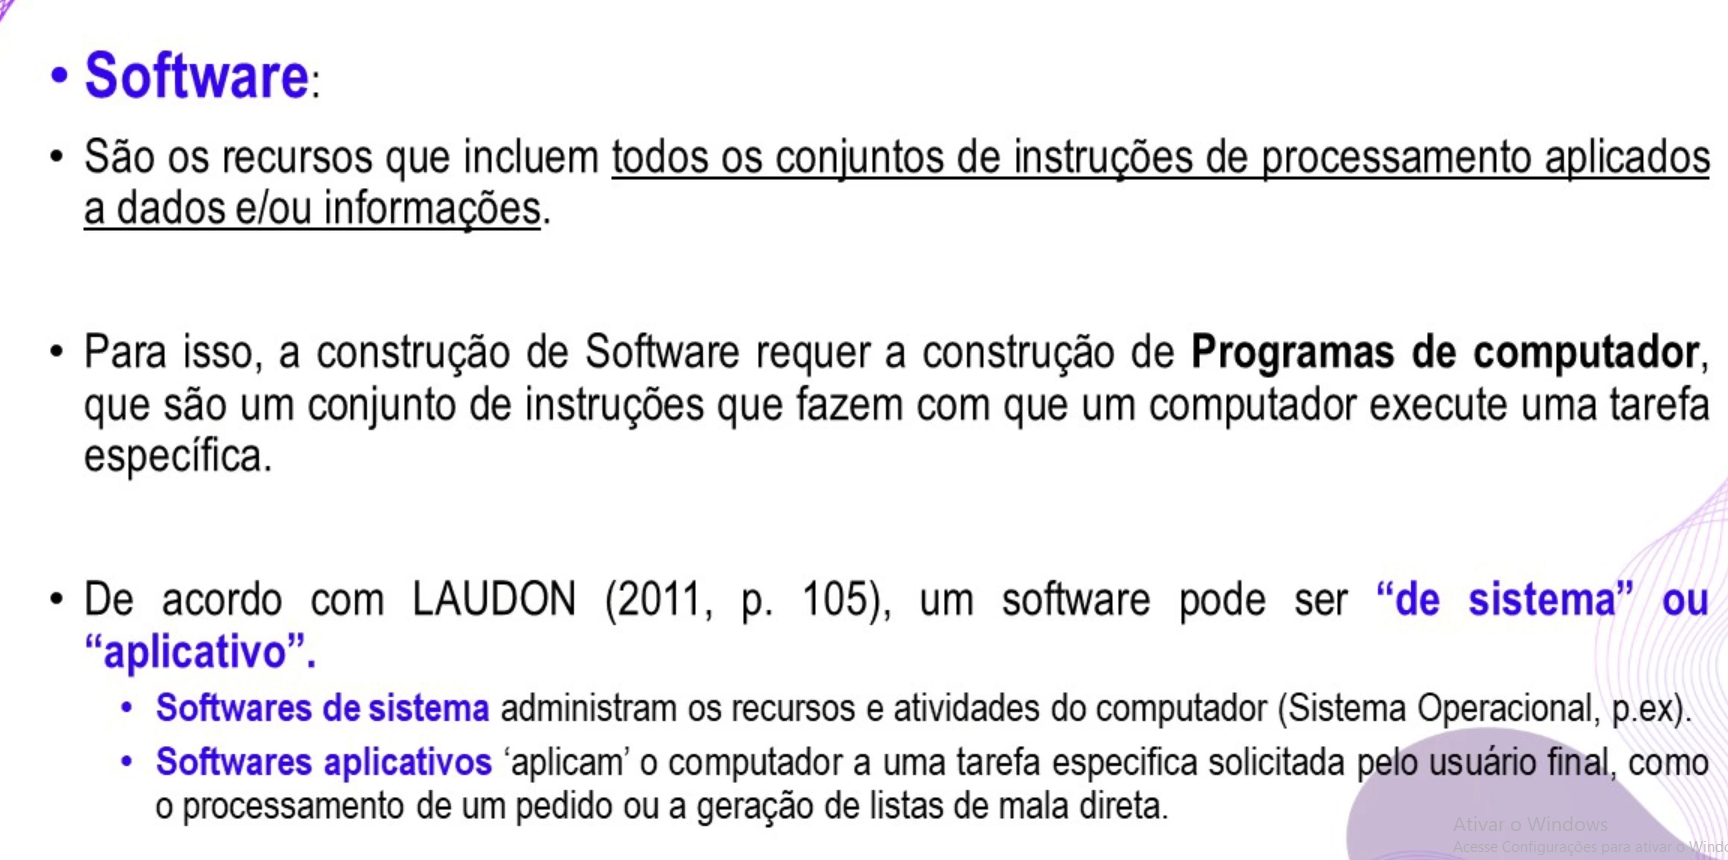 • Software:
• São os recursos que incluem todos os conjuntos de instruções de processamento aplicados
a dados e/ou informações.
• Para isso, a construção de Software requer a construção de Programas de computador,
que são um conjunto de instruções que fazem com que um computador execute uma tarefa
específica.
• De acordo com LAUDON (2011, p. 105), um software pode ser “de sistema” ou
“aplicativo”.
• Softwares de sistema administram os recursos e atividades do computador (Sistema Operacional, p.ex).
• Softwares aplicativos ‘aplicam’ o computador a uma tarefa especifica solicitada pelo usuário final, como
o processamento de um pedido ou a geração de listas de mala direta.
Ativar o Windows
Acesse Configurações para ativar o Windo